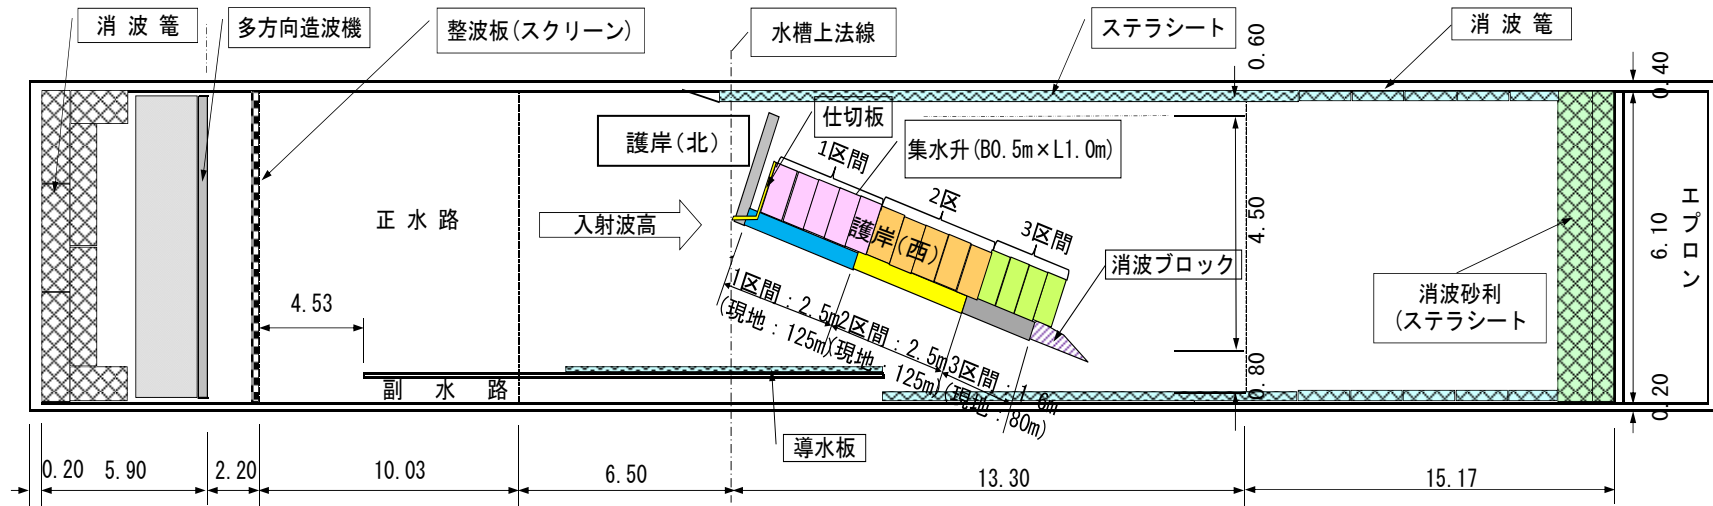 消 波 篭
多方向造波機
整波板(スクリーン)
水槽上法線
ステラシート
0.60
消 波 篭
0.40
護岸(北)
仕切板
1区間
集水升(B0.5m×L1.0m)
2区
3区間
護岸(西)
正 水 路
入射波高
消波ブロック
4.50
6.10
エプロン
消波砂利
(ステラシート
4.53
1区間:2.5m
(現地:125m)
2区間:2.5m
(現地:125m)
3区間:1.6m
(現地:80m)
副 水 路
0.80
0.20
導水板
0.20
5.90
2.20
10.03
6.50
13.30
15.17